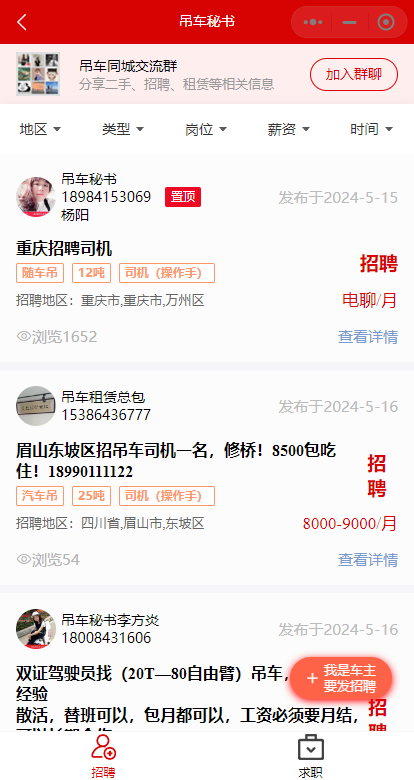 吊车秘书
吊车同城交流群
分享二手、招聘、租赁等相关信息
加入群聊
地区 类型 岗位 薪资 时间
吊车秘书
18984153069 置顶
杨阳
发布于2024-5-15
重庆招聘司机
招聘
随车吊 12吨 司机（操作手）
招聘地区：重庆市,重庆市,万州区
电聊/月
浏览1652
查看详情
吊车租赁总包
15386436777
发布于2024-5-16
眉山东坡区招吊车司机一名，修桥！8500包吃
住！18990111122
招
聘
汽车吊 25吨 司机（操作手）
招聘地区：四川省,眉山市,东坡区
8000-9000/月
浏览54
查看详情
吊车秘书李方炎
18008431606
发布于2024-5-16
双证驾驶员找（20T—80自由臂）吊车，
经验
散活，替班可以，包月都可以，工资必须要月结，
招
+ 我是车主
要发招聘
招聘
求职